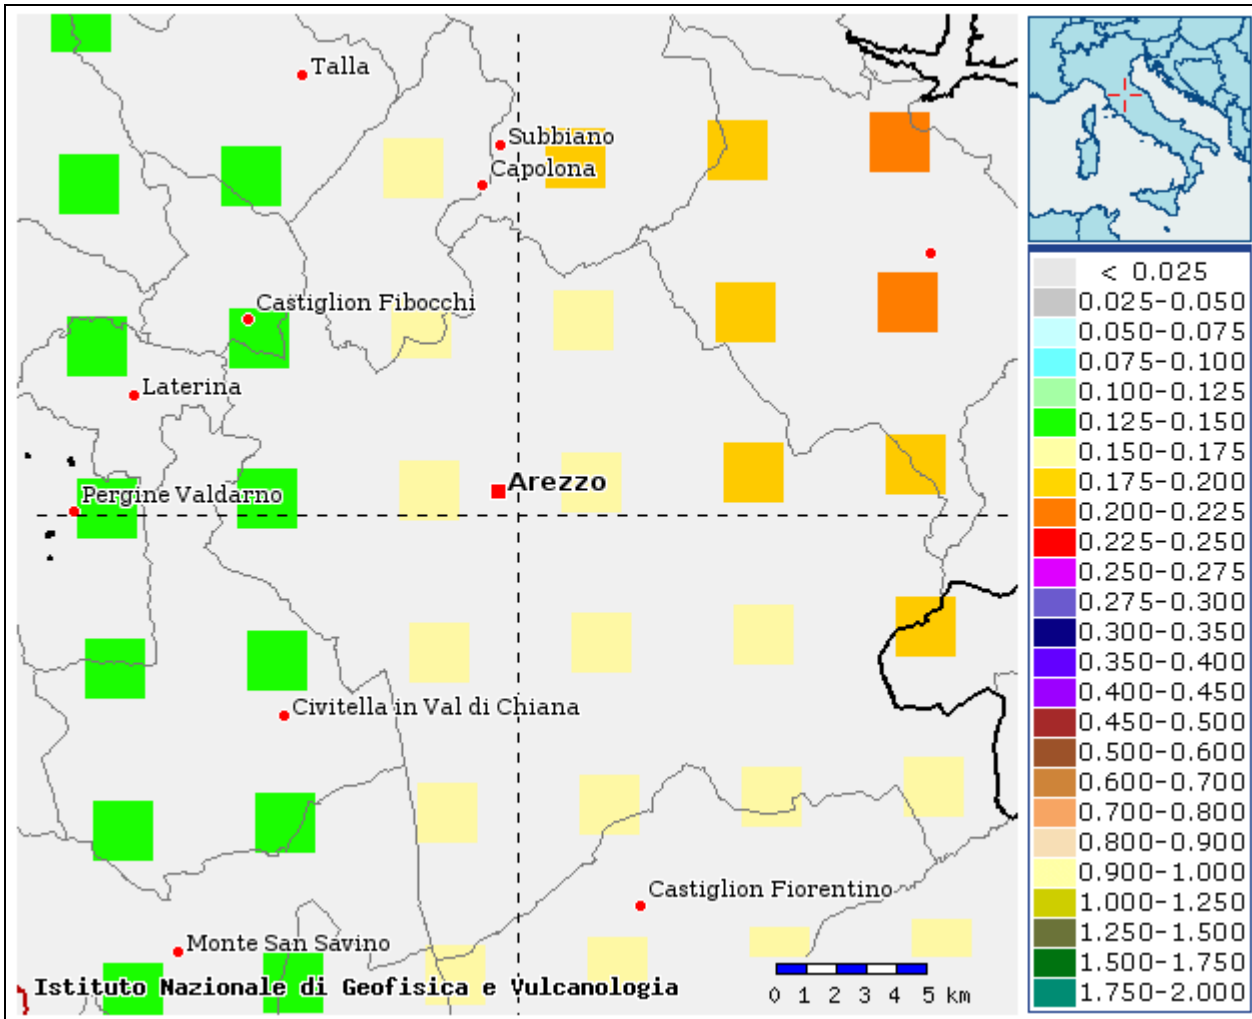 Talla
Subbiano
Capolona
Castiglion Fibocchi
Laterina
Arezzo
Pergine Valdarno
Civitella in Val di Chiana
Castiglion Fiorentino
Monte San Savino
Istituto Nazionale di Geofisica e Vulcanologia
0 1 2 3 4 5 km
< 0.025
0.025-0.050
0.050-0.075
0.075-0.100
0.100-0.125
0.125-0.150
0.150-0.175
0.175-0.200
0.200-0.225
0.225-0.250
0.250-0.275
0.275-0.300
0.300-0.350
0.350-0.400
0.400-0.450
0.450-0.500
0.500-0.600
0.600-0.700
0.700-0.800
0.800-0.900
0.900-1.000
1.000-1.250
1.250-1.500
1.500-1.750
1.750-2.000